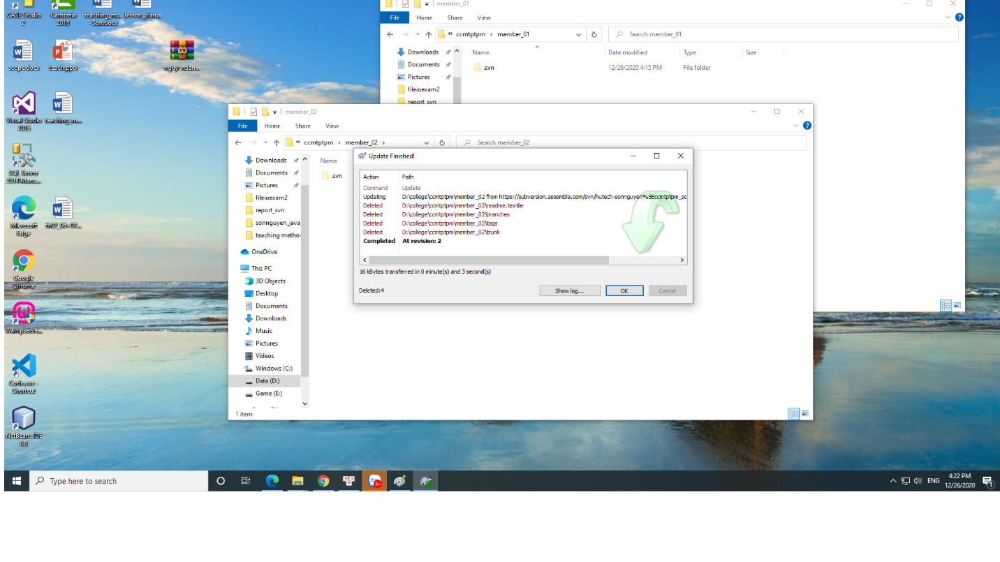 CASE Studio 2
Camtasia 2018
teaching_m... - Son.docx
lesson_plan...
scope.docx
teach.pptx
nguyendan...
Visual Studio 2015
teaching_m...
SQL Server 2014 Mana...
Microsoft Edge
th02_06+07...
Google Chrome
Wampserve...
Code.exe - Shortcut
NetBeans IDE 8.1
member_01
File Home Share View
« ccmtptpm › member_01
Search member_01
Downloads
Documents
Pictures
fileioexam2
report_svn
Name Date modified Type Size
.svn 12/26/2020 4:15 PM File folder
member_02
File Home Share View
« ccmtptpm › member_02 ›
Search member_02
Downloads
Documents
Pictures
fileioexam2
report_svn
sonnguyen_java
teaching metho
OneDrive
This PC
3D Objects
Desktop
Documents
Downloads
Music
Pictures
Videos
Windows (C:)
Data (D:)
Game (E:)
Name
.svn
1 item
Update Finished!
Action Path
Command Update
Updating D:\college\ccmtptpm\member_02 from https://subversion.assembla.com/svn/hutech-sonnguyen%5Eccmtptpm_sc
Deleted D:\college\ccmtptpm\member_02\readme.textile
Deleted D:\college\ccmtptpm\member_02\branches
Deleted D:\college\ccmtptpm\member_02\tags
Deleted D:\college\ccmtptpm\member_02\trunk
Completed At revision: 2
16 kBytes transferred in 0 minute(s) and 3 second(s)
Deleted:4
Show log... OK Cancel
Type here to search
5+
ENG
4:22 PM
12/26/2020
1